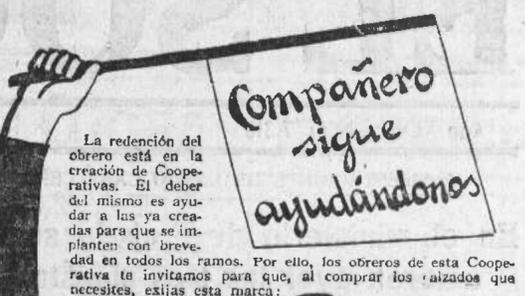 Compañero
sigue
ayudándonos
La redención del
obrero está en la
creación de Coope-
rativas. El deber
del mismo es ayu-
dar a las ya crea-
das para que se im-
planten con breve-
dad en todos los ramos. Por ello, los obreros de esta Coope-
rativa te invitamos para que, al comprar los calzados que
necesites, exijas esta marca: